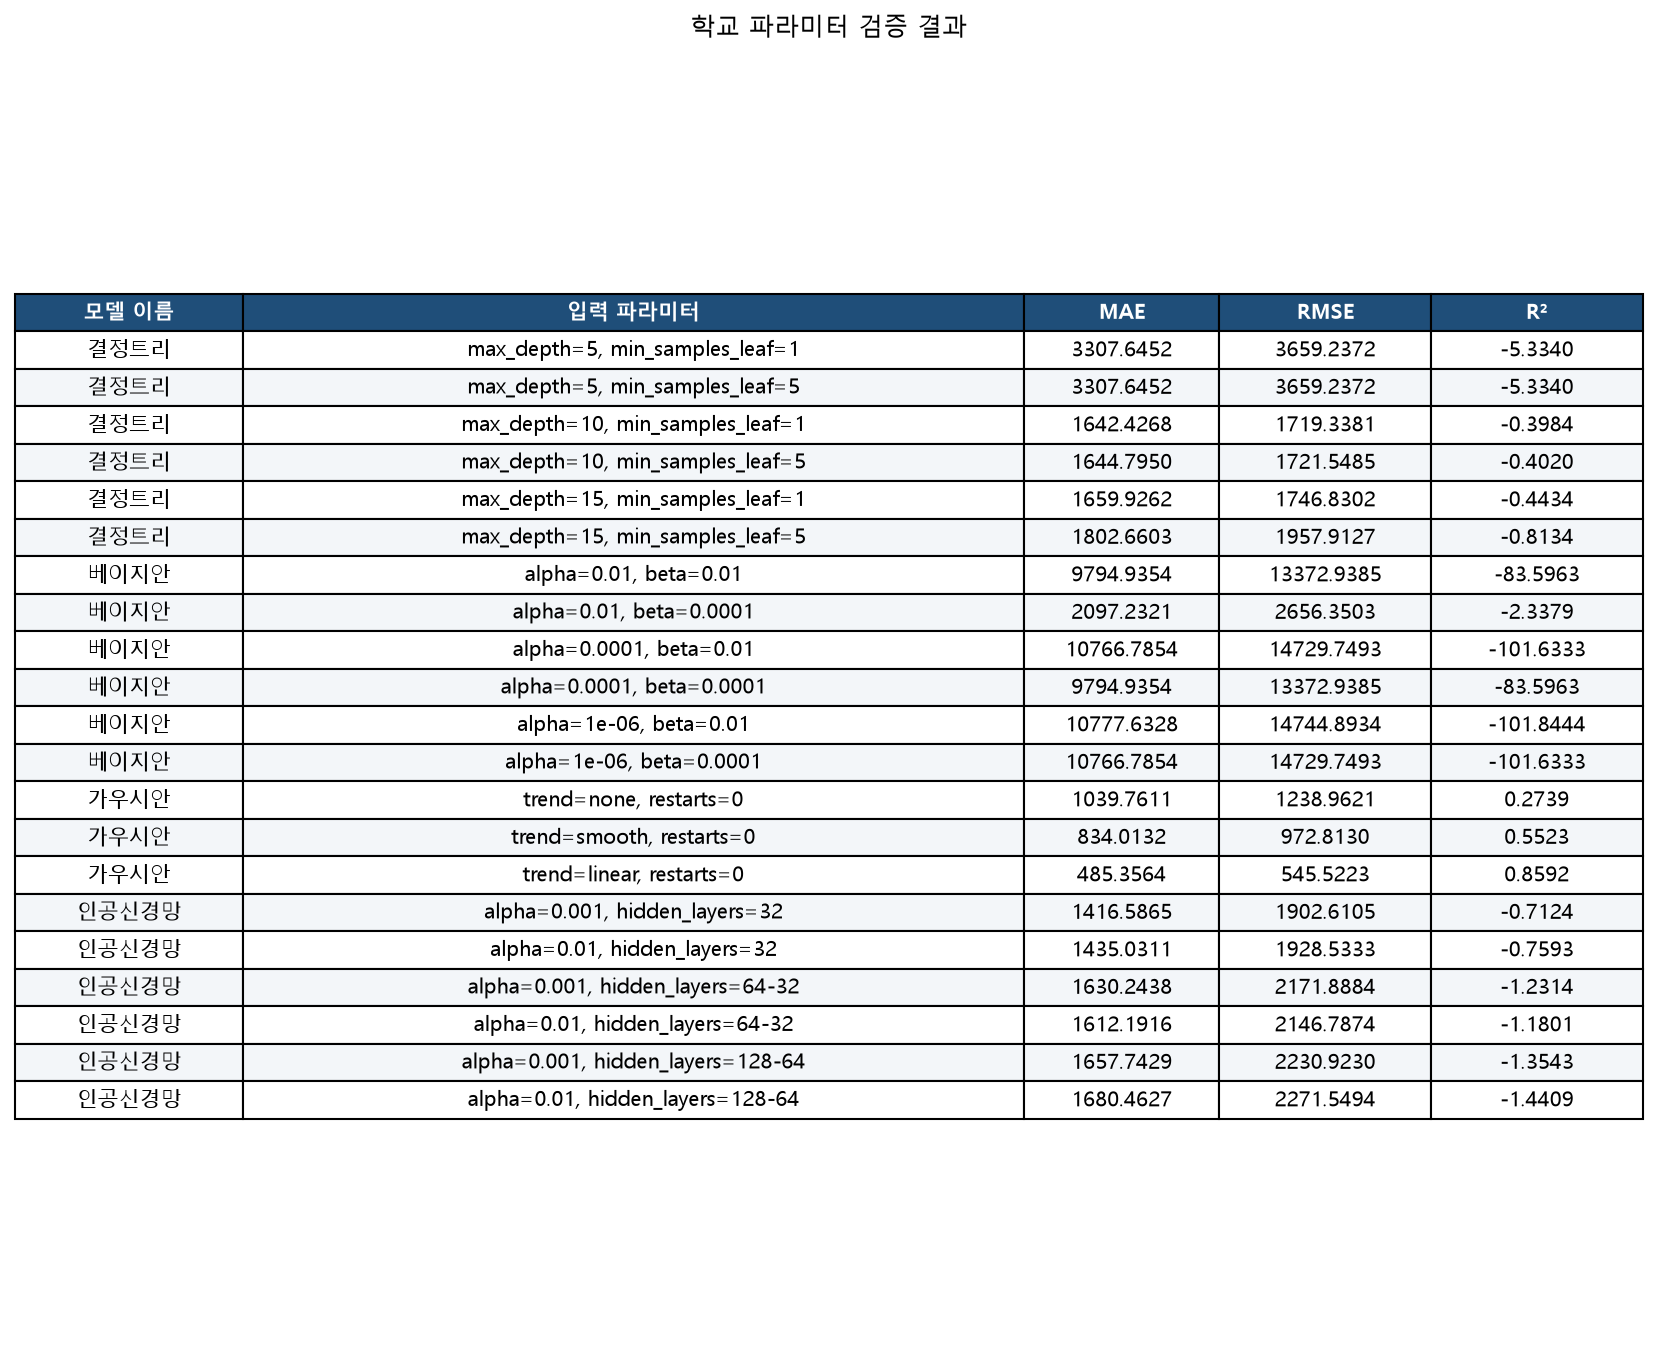 학교 파라미터 검증 결과
모델 이름 입력 파라미터 MAE RMSE R²
결정트리 max_depth=5, min_samples_leaf=1 3307.6452 3659.2372 -5.3340
결정트리 max_depth=5, min_samples_leaf=5 3307.6452 3659.2372 -5.3340
결정트리 max_depth=10, min_samples_leaf=1 1642.4268 1719.3381 -0.3984
결정트리 max_depth=10, min_samples_leaf=5 1644.7950 1721.5485 -0.4020
결정트리 max_depth=15, min_samples_leaf=1 1659.9262 1746.8302 -0.4434
결정트리 max_depth=15, min_samples_leaf=5 1802.6603 1957.9127 -0.8134
베이지안 alpha=0.01, beta=0.01 9794.9354 13372.9385 -83.5963
베이지안 alpha=0.01, beta=0.0001 2097.2321 2656.3503 -2.3379
베이지안 alpha=0.0001, beta=0.01 10766.7854 14729.7493 -101.6333
베이지안 alpha=0.0001, beta=0.0001 9794.9354 13372.9385 -83.5963
베이지안 alpha=1e-06, beta=0.01 10777.6328 14744.8934 -101.8444
베이지안 alpha=1e-06, beta=0.0001 10766.7854 14729.7493 -101.6333
가우시안 trend=none, restarts=0 1039.7611 1238.9621 0.2739
가우시안 trend=smooth, restarts=0 834.0132 972.8130 0.5523
가우시안 trend=linear, restarts=0 485.3564 545.5223 0.8592
인공신경망 alpha=0.001, hidden_layers=32 1416.5865 1902.6105 -0.7124
인공신경망 alpha=0.01, hidden_layers=32 1435.0311 1928.5333 -0.7593
인공신경망 alpha=0.001, hidden_layers=64-32 1630.2438 2171.8884 -1.2314
인공신경망 alpha=0.01, hidden_layers=64-32 1612.1916 2146.7874 -1.1801
인공신경망 alpha=0.001, hidden_layers=128-64 1657.7429 2230.9230 -1.3543
인공신경망 alpha=0.01, hidden_layers=128-64 1680.4627 2271.5494 -1.4409